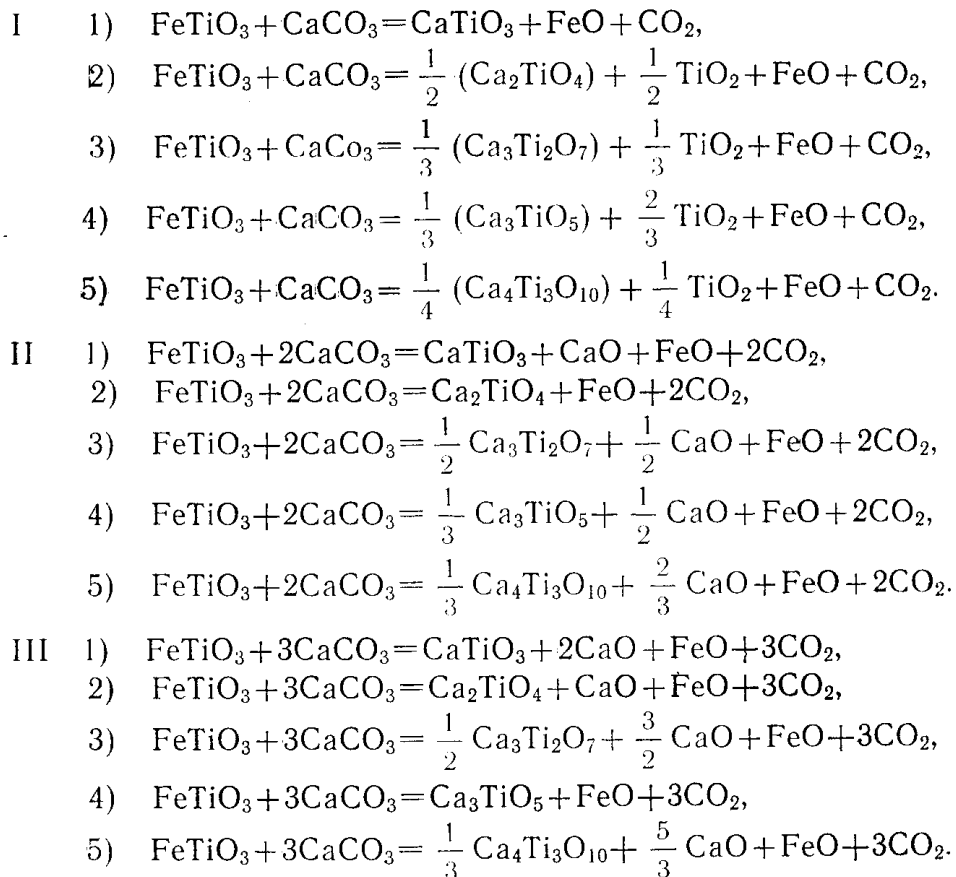 I 1) FeTiO₃+CaCO₃=CaTiO₃+FeO+CO₂,
2) FeTiO₃+CaCO₃= 1/2 (Ca₂TiO₄) + 1/2 TiO₂+FeO+CO₂,
3) FeTiO₃+CaCo₃= 1/3 (Ca₃Ti₂O₇) + 1/3 TiO₂+FeO+CO₂,
4) FeTiO₃+CaCO₃= 1/3 (Ca₃TiO₅) + 2/3 TiO₂+FeO+CO₂,
5) FeTiO₃+CaCO₃= 1/4 (Ca₄Ti₃O₁₀) + 1/4 TiO₂+FeO+CO₂.
II 1) FeTiO₃+2CaCO₃=CaTiO₃+CaO+FeO+2CO₂,
2) FeTiO₃+2CaCO₃=Ca₂TiO₄+FeO+2CO₂,
3) FeTiO₃+2CaCO₃= 1/2 Ca₃Ti₂O₇+ 1/2 CaO+FeO+2CO₂,
4) FeTiO₃+2CaCO₃= 1/3 Ca₃TiO₅+ 1/2 CaO+FeO+2CO₂,
5) FeTiO₃+2CaCO₃= 1/3 Ca₄Ti₃O₁₀+ 2/3 CaO+FeO+2CO₂.
III 1) FeTiO₃+3CaCO₃=CaTiO₃+2CaO+FeO+3CO₂,
2) FeTiO₃+3CaCO₃=Ca₂TiO₄+CaO+FeO+3CO₂,
3) FeTiO₃+3CaCO₃= 1/2 Ca₃Ti₂O₇+ 3/2 CaO+FeO+3CO₂,
4) FeTiO₃+3CaCO₃=Ca₃TiO₅+FeO+3CO₂,
5) FeTiO₃+3CaCO₃= 1/3 Ca₄Ti₃O₁₀+ 5/3 CaO+FeO+3CO₂.